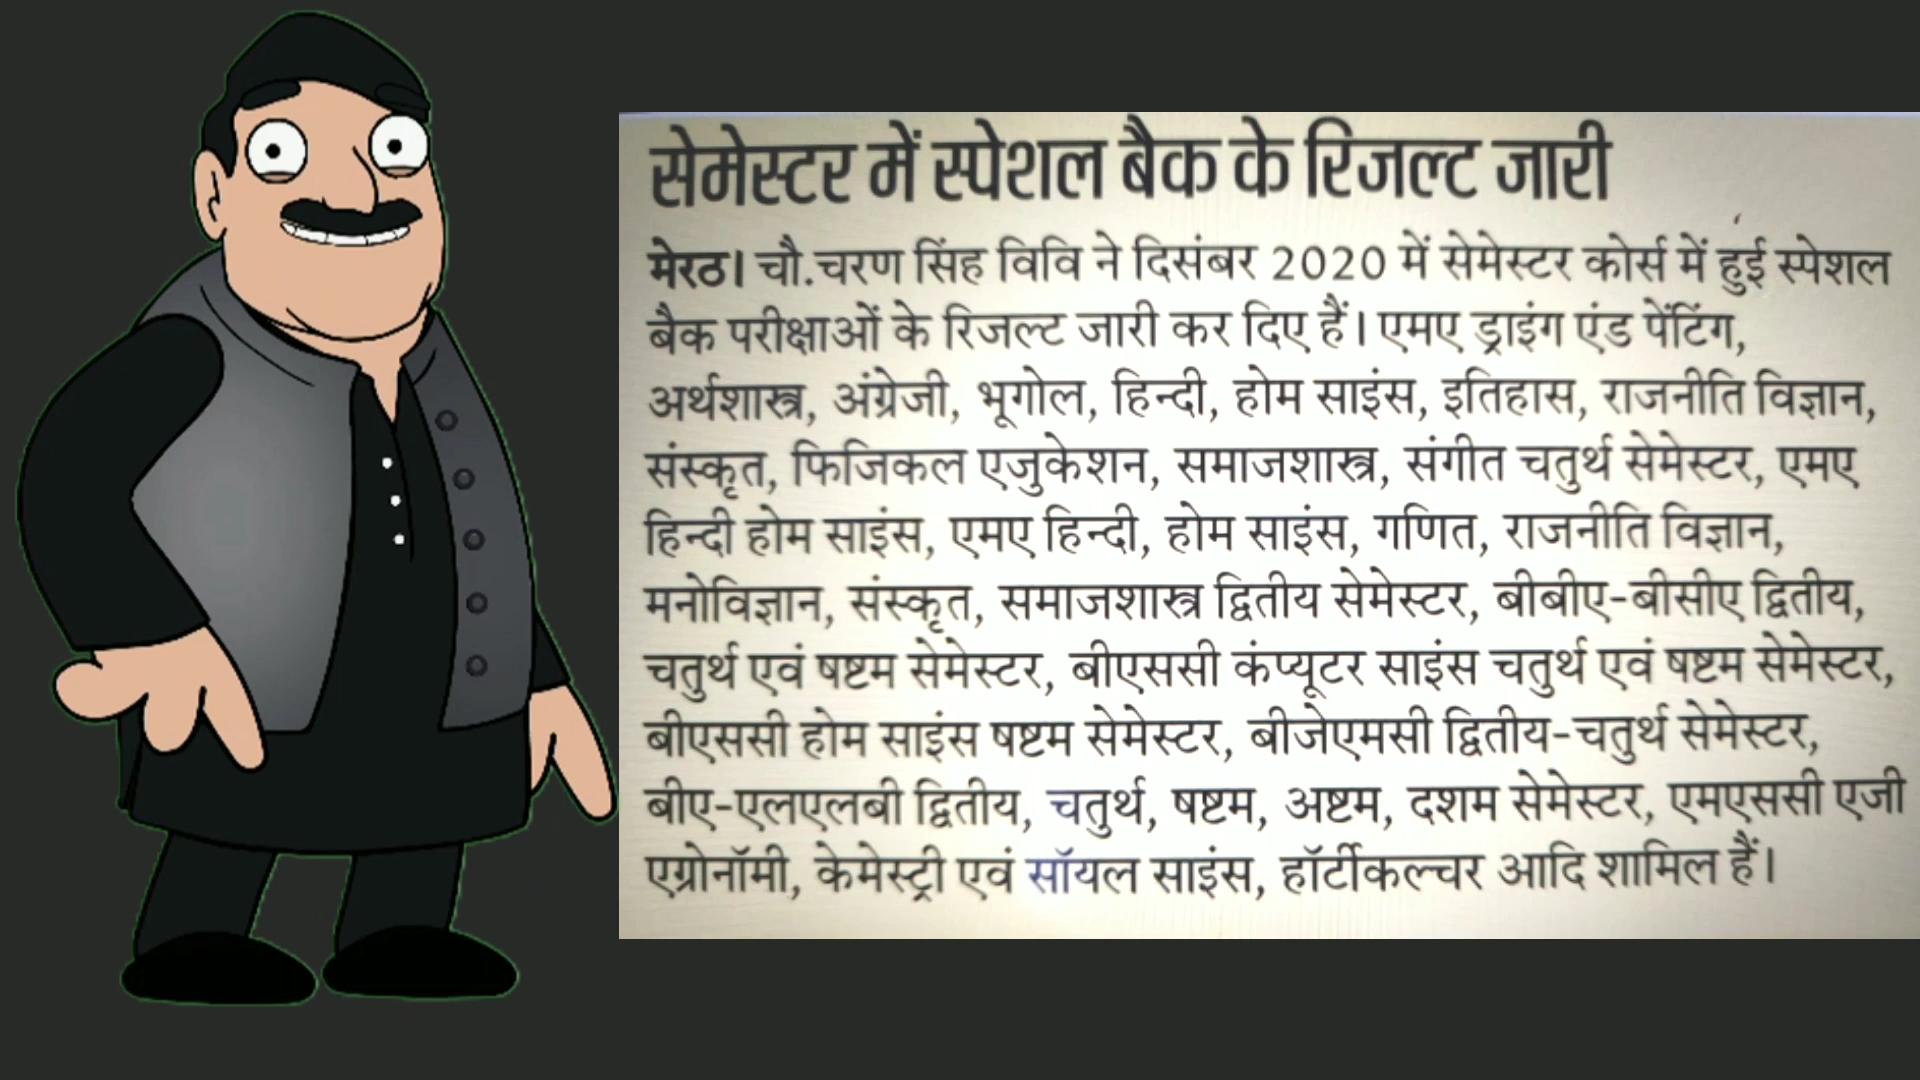 सेमेस्टर में स्पेशल बैक के रिजल्ट जारी
मेरठ। चौ.चरण सिंह विवि ने दिसंबर 2020 में सेमेस्टर कोर्स में हुई स्पेशल
बैक परीक्षाओं के रिजल्ट जारी कर दिए हैं। एमए ड्राइंग एंड पेंटिंग,
अर्थशास्त्र, अंग्रेजी, भूगोल, हिन्दी, होम साइंस, इतिहास, राजनीति विज्ञान,
संस्कृत, फिजिकल एजुकेशन, समाजशास्त्र, संगीत चतुर्थ सेमेस्टर, एमए
हिन्दी होम साइंस, एमए हिन्दी, होम साइंस, गणित, राजनीति विज्ञान,
मनोविज्ञान, संस्कृत, समाजशास्त्र द्वितीय सेमेस्टर, बीबीए-बीसीए द्वितीय,
चतुर्थ एवं षष्टम सेमेस्टर, बीएससी कंप्यूटर साइंस चतुर्थ एवं षष्टम सेमेस्टर,
बीएससी होम साइंस षष्टम सेमेस्टर, बीजेएमसी द्वितीय-चतुर्थ सेमेस्टर,
बीए-एलएलबी द्वितीय, चतुर्थ, षष्टम, अष्टम, दशम सेमेस्टर, एमएससी एजी
एग्रोनॉमी, केमेस्ट्री एवं सॉयल साइंस, हॉर्टीकल्चर आदि शामिल हैं।